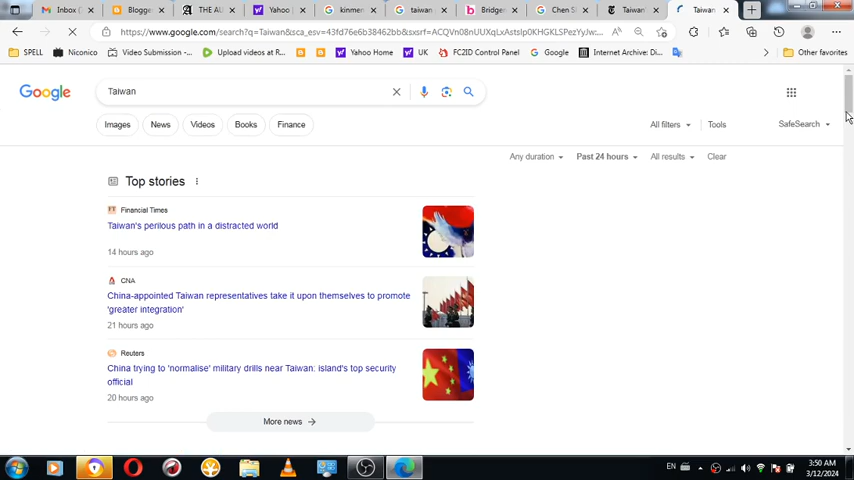 Inbox (
Blogger
THE AU
Yahoo
kinmen
taiwan
Bridger
Chen S
Taiwan
Taiwan
https://www.google.com/search?q=Taiwan&sca_esv=43fd76e6b38462bb&sxsrf=
SPELL
Niconico
Video Submission -...
Upload videos at R...
Yahoo Home
UK
FC2ID Control Panel
Google
Internet Archive: Di...
Other favorites
Google
Taiwan
Images
News
Videos
Books
Finance
All filters
Tools
SafeSearch
Any duration
Past 24 hours
All results
Clear
Top stories
Financial Times
Taiwan's perilous path in a distracted world
14 hours ago
CNA
China-appointed Taiwan representatives take it upon themselves to promote
'greater integration'
21 hours ago
Reuters
China trying to 'normalise' military drills near Taiwan: island's top security
official
20 hours ago
More news →
EN
3:50 AM
3/12/2024